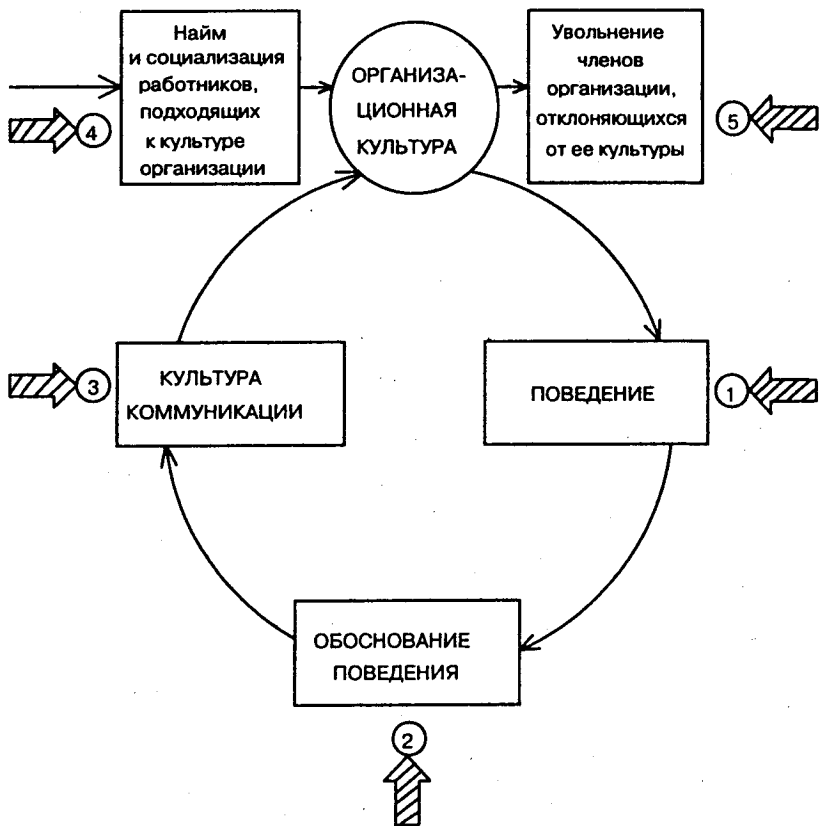 Найм
и социализация
работников,
подходящих
к культуре
организации
ОРГАНИЗА-
ЦИОННАЯ
КУЛЬТУРА
Увольнение
членов
организации,
отклоняющихся
от ее культуры
4
5
КУЛЬТУРА
КОММУНИКАЦИИ
3
ПОВЕДЕНИЕ
1
ОБОСНОВАНИЕ
ПОВЕДЕНИЯ
2